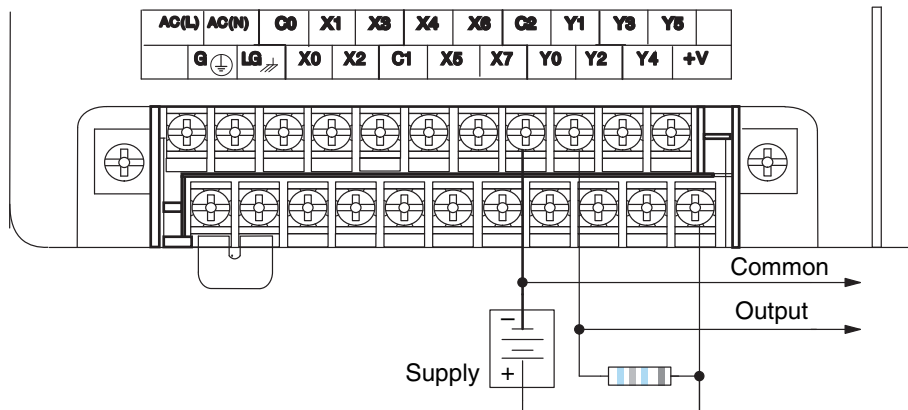 AC(L) AC(N) C0 X1 X3 X4 X6 C2 Y1 Y3 Y5
G LG X0 X2 C1 X5 X7 Y0 Y2 Y4 +V
Common
Output
−
Supply +